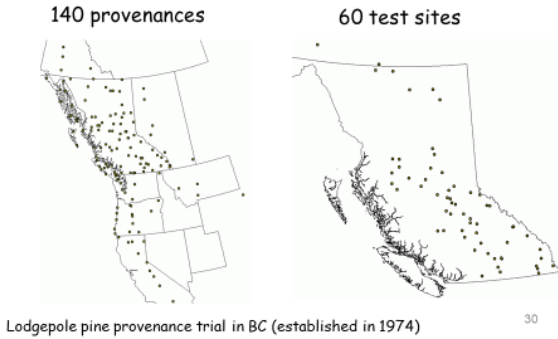 140 provenances
60 test sites
Lodgepole pine provenance trial in BC (established in 1974)
30